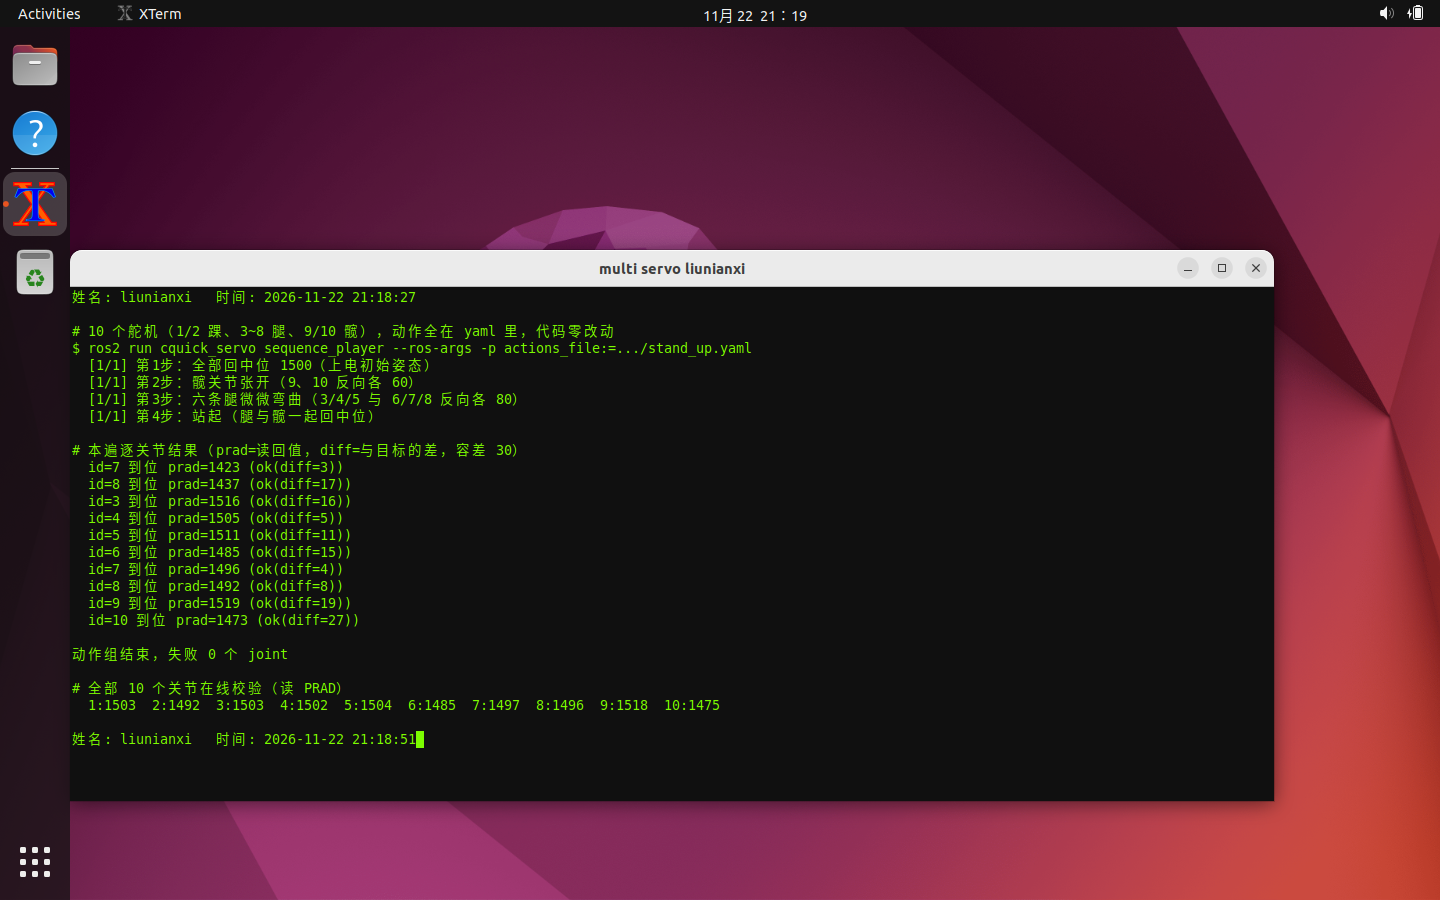 Activities XTerm 11月 22 21：19
multi servo liunianxi
姓名: liunianxi 时间: 2026-11-22 21:18:27
# 10 个舵机（1/2 踝、3~8 腿、9/10 髋），动作全在 yaml 里，代码零改动
$ ros2 run cquick_servo sequence_player --ros-args -p actions_file:=.../stand_up.yaml
[1/1] 第1步: 全部回中位 1500（上电初始姿态）
[1/1] 第2步: 髋关节张开（9、10 反向各 60）
[1/1] 第3步: 六条腿微微弯曲（3/4/5 与 6/7/8 反向各 80）
[1/1] 第4步: 站起（腿与髋一起回中位）
# 本遍逐关节结果（prad=读回值，diff=与目标的差，容差 30）
id=7 到位 prad=1423 (ok(diff=3))
id=8 到位 prad=1437 (ok(diff=17))
id=3 到位 prad=1516 (ok(diff=16))
id=4 到位 prad=1505 (ok(diff=5))
id=5 到位 prad=1511 (ok(diff=11))
id=6 到位 prad=1485 (ok(diff=15))
id=7 到位 prad=1496 (ok(diff=4))
id=8 到位 prad=1492 (ok(diff=8))
id=9 到位 prad=1519 (ok(diff=19))
id=10 到位 prad=1473 (ok(diff=27))
动作组结束，失败 0 个 joint
# 全部 10 个关节在线校验（读 PRAD）
1:1503 2:1492 3:1503 4:1502 5:1504 6:1485 7:1497 8:1496 9:1518 10:1475
姓名: liunianxi 时间: 2026-11-22 21:18:51